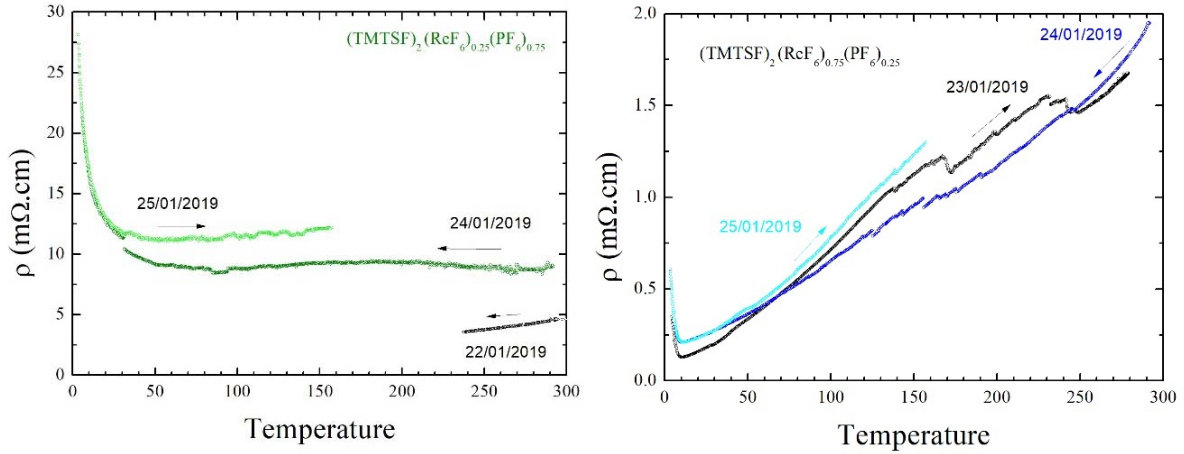 (TMTSF)₂(ReF₆)₀.₂₅(PF₆)₀.₇₅
30
25
20
15
10
5
0
25/01/2019
24/01/2019
22/01/2019
0 50 100 150 200 250 300
ρ (mΩ.cm)
Temperature
(TMTSF)₂(ReF₆)₀.₇₅(PF₆)₀.₂₅
2.0
1.5
1.0
0.5
0.0
24/01/2019
23/01/2019
25/01/2019
0 50 100 150 200 250 300
ρ (mΩ.cm)
Temperature